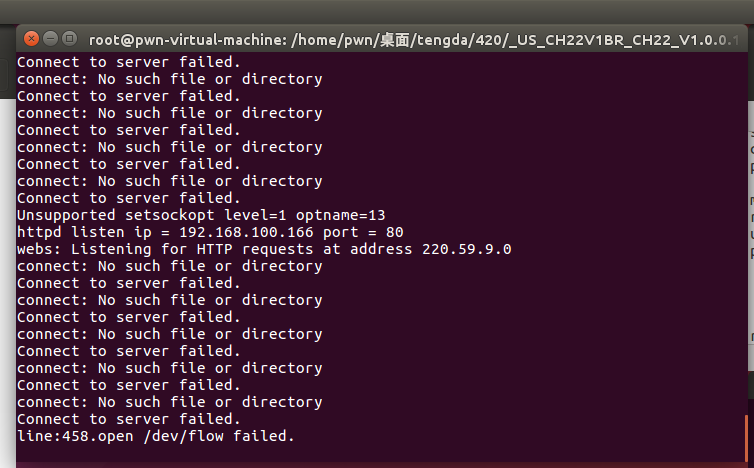 root@pwn-virtual-machine: /home/pwn/桌面/tengda/420/_US_CH22V1BR_CH22_V1.0.0.1
Connect to server failed.
connect: No such file or directory
Connect to server failed.
connect: No such file or directory
Connect to server failed.
connect: No such file or directory
Connect to server failed.
connect: No such file or directory
Connect to server failed.
Unsupported setsockopt level=1 optname=13
httpd listen ip = 192.168.100.166 port = 80
webs: Listening for HTTP requests at address 220.59.9.0
connect: No such file or directory
Connect to server failed.
connect: No such file or directory
Connect to server failed.
connect: No such file or directory
Connect to server failed.
connect: No such file or directory
Connect to server failed.
connect: No such file or directory
Connect to server failed.
line:458.open /dev/flow failed.